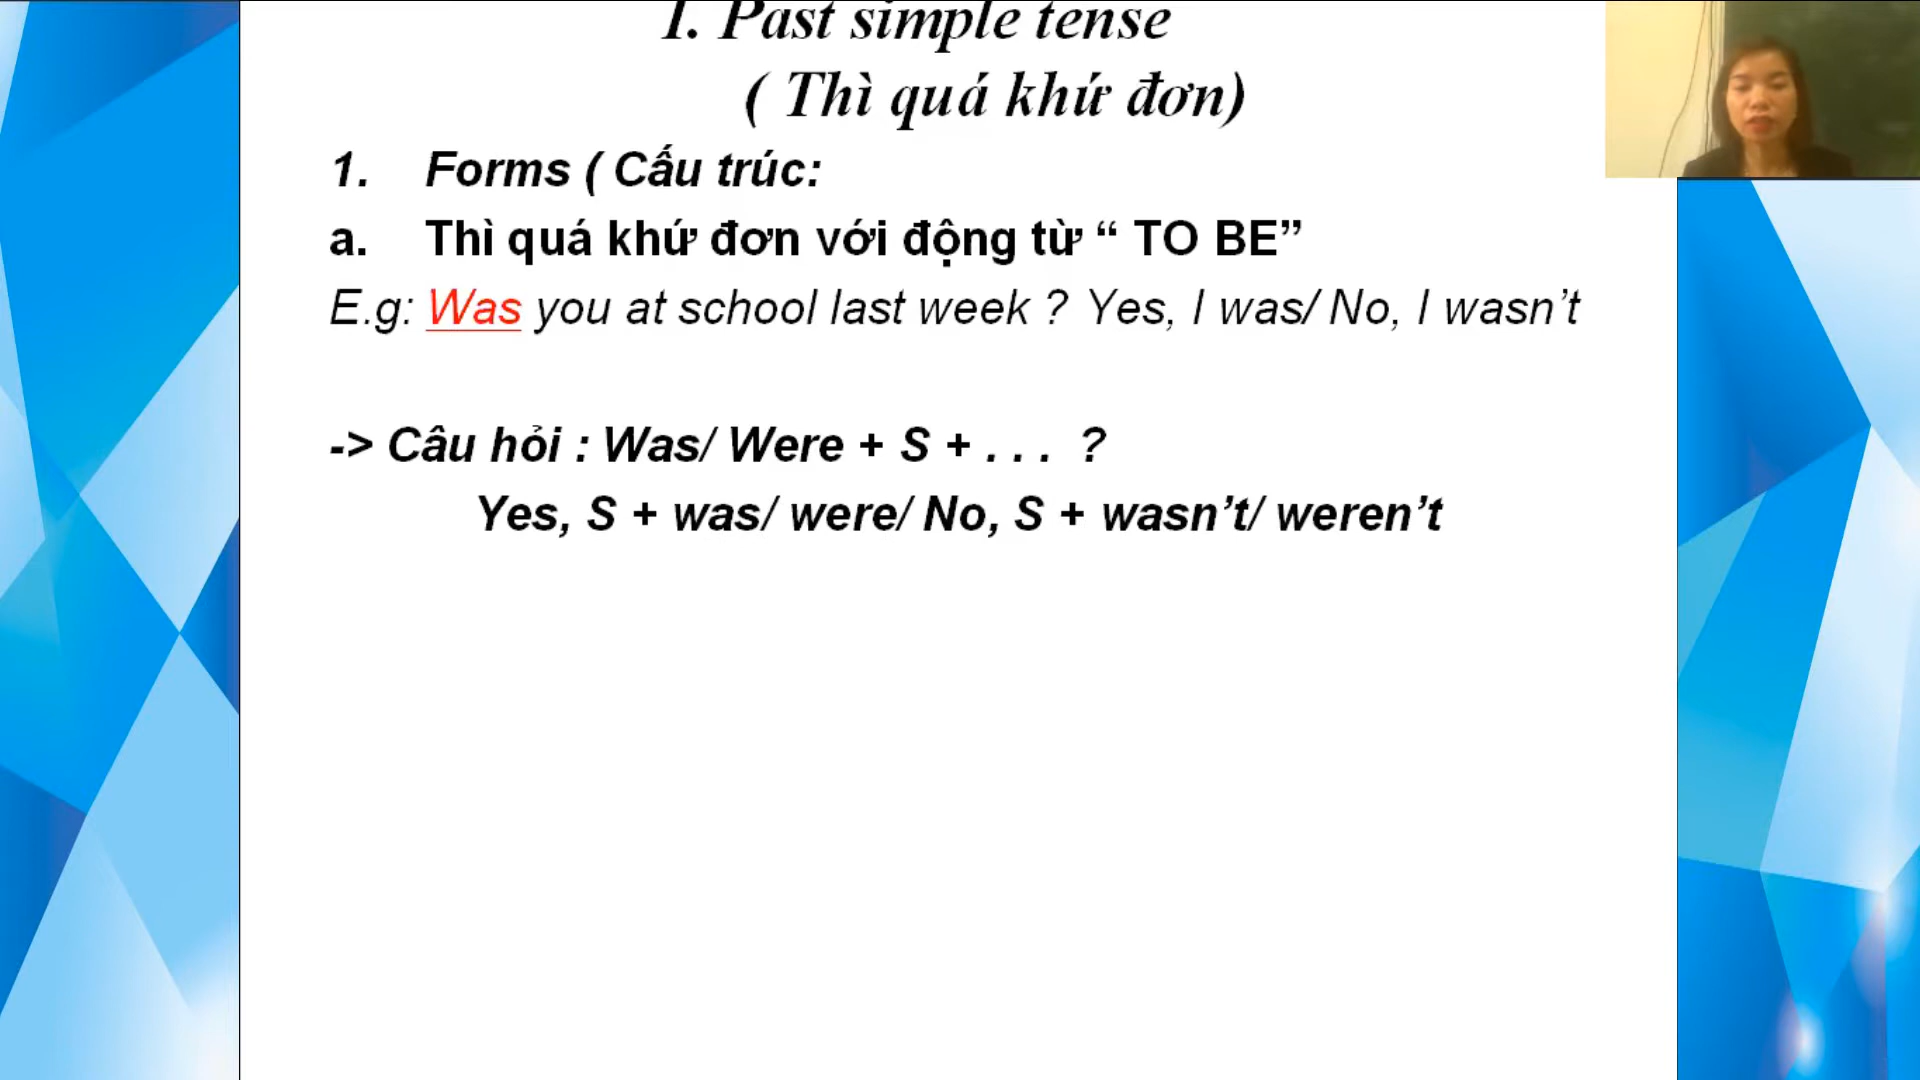 I. Past simple tense
( Thì quá khứ đơn)
1. Forms ( Cấu trúc:
a. Thì quá khứ đơn với động từ “ TO BE”
E.g: Was you at school last week ? Yes, I was/ No, I wasn’t
-> Câu hỏi : Was/ Were + S + . . . ?
Yes, S + was/ were/ No, S + wasn’t/ weren’t